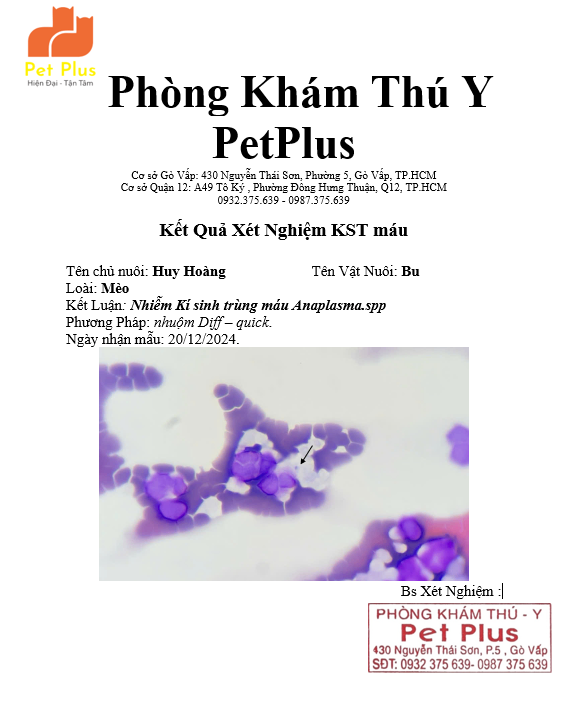 Pet Plus
Hiện Đại - Tận Tâm
Phòng Khám Thú Y
PetPlus
Cơ sở Gò Vấp: 430 Nguyễn Thái Sơn, Phường 5, Gò Vấp, TP.HCM
Cơ sở Quận 12: A49 Tô Ký , Phường Đông Hưng Thuận, Q12, TP.HCM
0932.375.639 - 0987.375.639
Kết Quả Xét Nghiệm KST máu
Tên chủ nuôi: Huy Hoàng Tên Vật Nuôi: Bu
Loài: Mèo
Kết Luận: Nhiễm Kí sinh trùng máu Anaplasma.spp
Phương Pháp: nhuộm Diff – quick.
Ngày nhận mẫu: 20/12/2024.
Bs Xét Nghiệm :
PHÒNG KHÁM THÚ - Y
Pet Plus
430 Nguyễn Thái Sơn, P.5 , Gò Vấp
SĐT: 0932 375 639- 0987 375 639